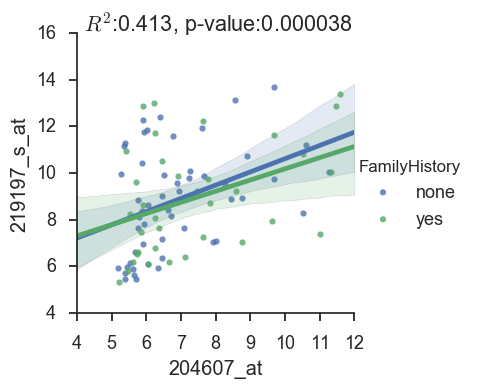 R²:0.413, p-value:0.000038
16
14
12
10
8
6
4
219197_s_at
4 5 6 7 8 9 10 11 12
204607_at
FamilyHistory
none
yes